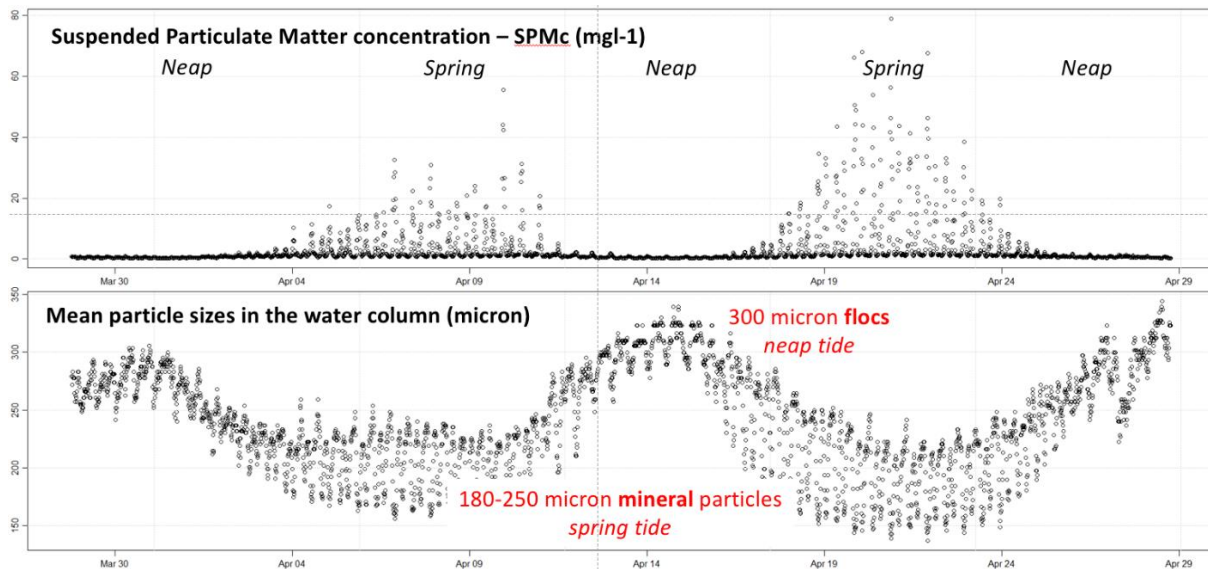 Suspended Particulate Matter concentration – SPMc (mgl-1)
Neap Spring Neap Spring Neap
80
60
40
20
0
Mar 30 Apr 04 Apr 09 Apr 14 Apr 19 Apr 24 Apr 29
Mean particle sizes in the water column (micron)
300 micron flocs
neap tide
180-250 micron mineral particles
spring tide
350
300
250
200
150
Mar 30 Apr 04 Apr 09 Apr 14 Apr 19 Apr 24 Apr 29